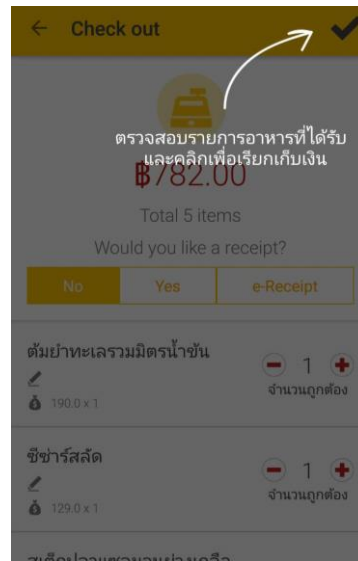 Check out
ตรวจสอบรายการอาหารที่ได้รับ
และคลิกเพื่อเรียกเก็บเงิน
฿782.00
Total 5 items
Would you like a receipt?
No Yes e-Receipt
ต้มยำทะเลรวมมิตรน้ำข้น
1
จำนวนถูกต้อง
190.0 x 1
ซีซ่าร์สลัด
1
จำนวนถูกต้อง
129.0 x 1